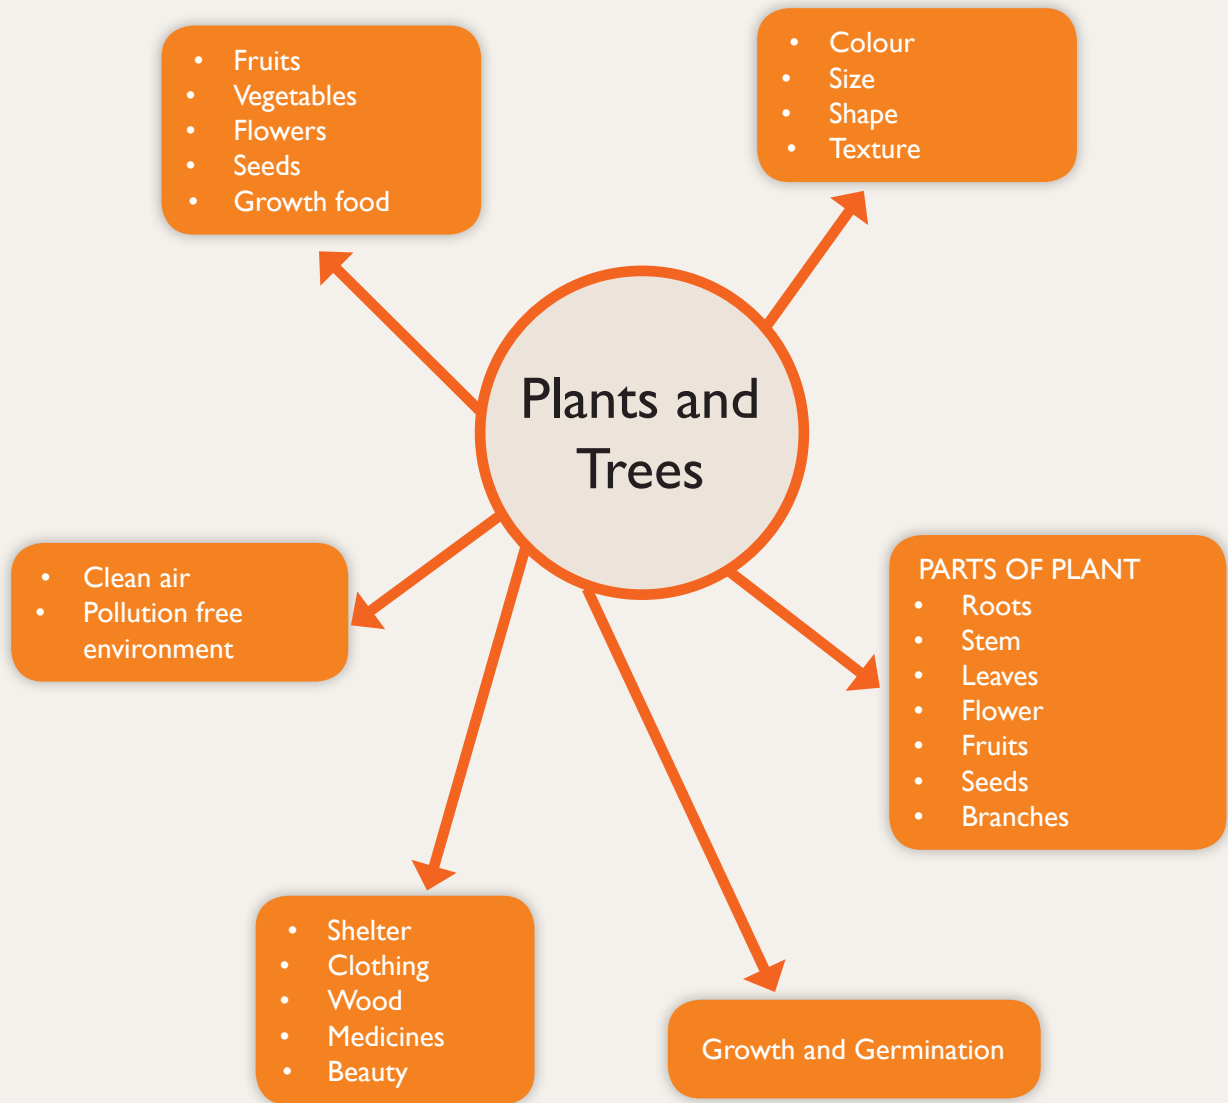 • Fruits
• Vegetables
• Flowers
• Seeds
• Growth food
• Colour
• Size
• Shape
• Texture
Plants and
Trees
• Clean air
• Pollution free
environment
PARTS OF PLANT
• Roots
• Stem
• Leaves
• Flower
• Fruits
• Seeds
• Branches
• Shelter
• Clothing
• Wood
• Medicines
• Beauty
Growth and Germination